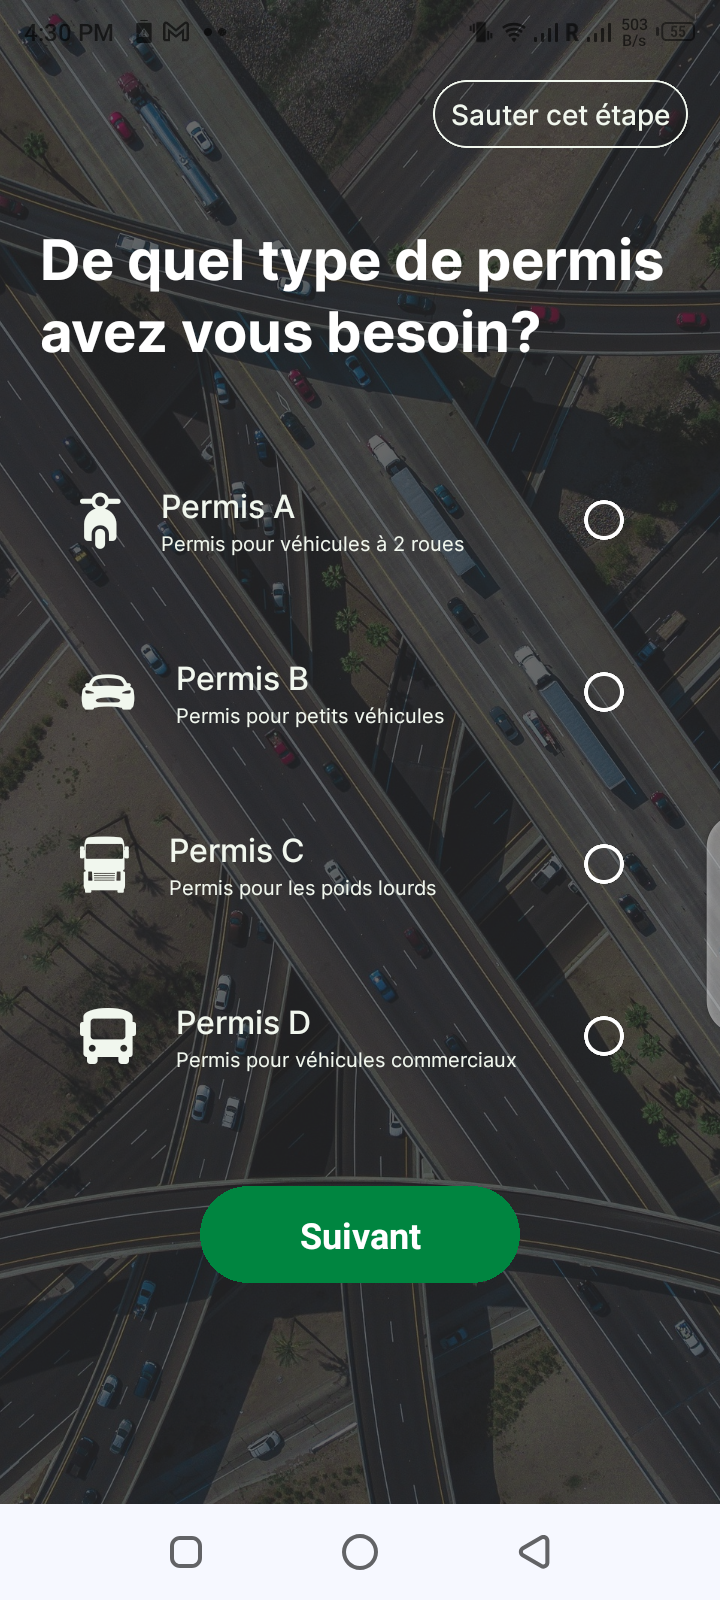 4:30 PM
R
503
B/s
55
Sauter cet étape
De quel type de permis
avez vous besoin?
Permis A
Permis pour véhicules à 2 roues
Permis B
Permis pour petits véhicules
Permis C
Permis pour les poids lourds
Permis D
Permis pour véhicules commerciaux
Suivant